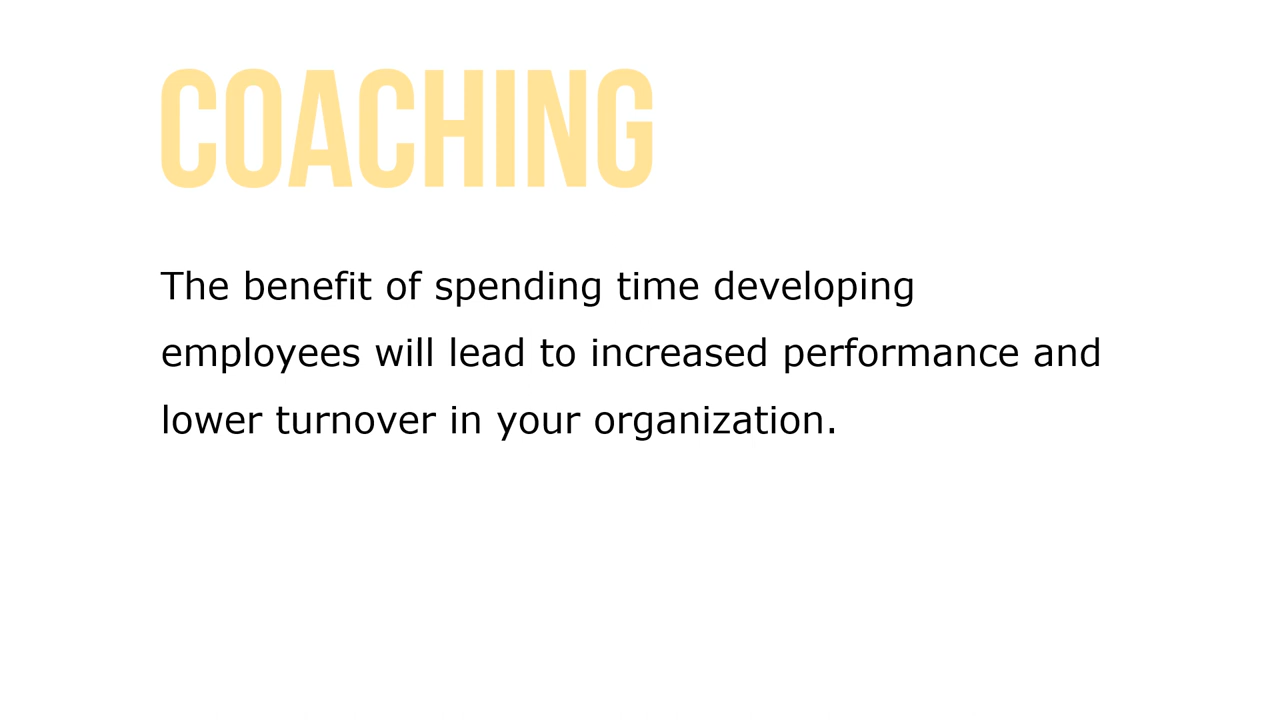 COACHING
The benefit of spending time developing
employees will lead to increased performance and
lower turnover in your organization.